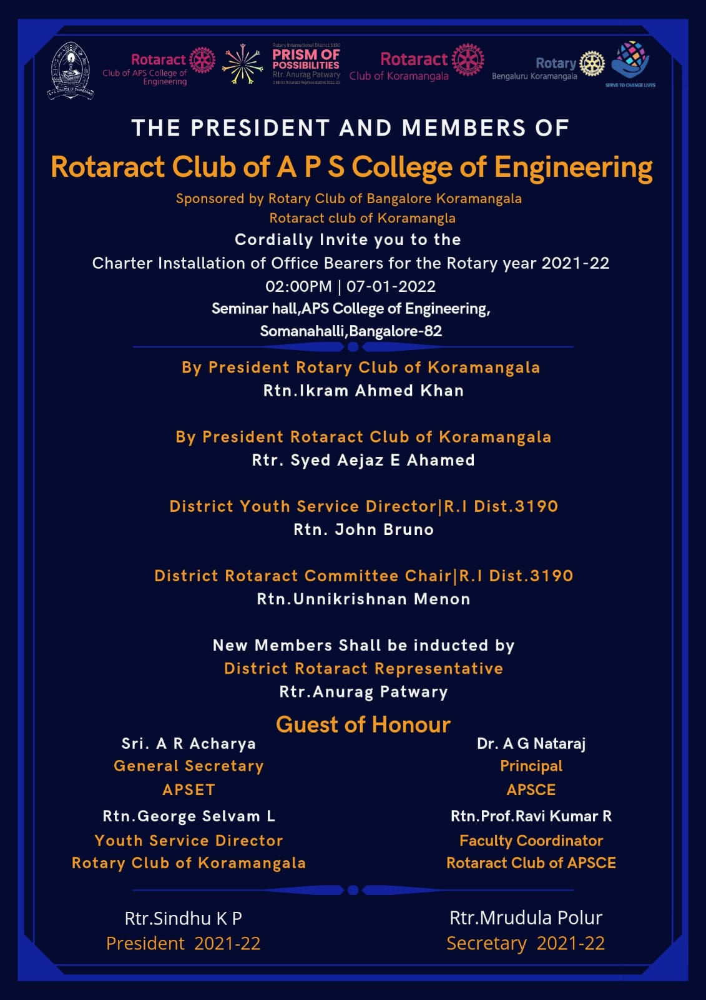 A.P.S. COLLEGE OF ENGINEERING
Rotaract
Club of APS College of
Engineering
Rotary International District 3190
PRISM OF
POSSIBILITIES
Rtr. Anurag Patwary
District Rotaract Representative 2021-22
Rotaract
Club of Koramangala
Rotary
Bengaluru Koramangala
SERVE TO CHANGE LIVES
THE PRESIDENT AND MEMBERS OF
Rotaract Club of A P S College of Engineering
Sponsored by Rotary Club of Bangalore Koramangala
Rotaract club of Koramangla
Cordially Invite you to the
Charter Installation of Office Bearers for the Rotary year 2021-22
02:00PM | 07-01-2022
Seminar hall,APS College of Engineering,
Somanahalli,Bangalore-82
By President Rotary Club of Koramangala
Rtn.Ikram Ahmed Khan
By President Rotaract Club of Koramangala
Rtr. Syed Aejaz E Ahamed
District Youth Service Director|R.I Dist.3190
Rtn. John Bruno
District Rotaract Committee Chair|R.I Dist.3190
Rtn.Unnikrishnan Menon
New Members Shall be inducted by
District Rotaract Representative
Rtr.Anurag Patwary
Guest of Honour
Sri. A R Acharya
General Secretary
APSET
Dr. A G Nataraj
Principal
APSCE
Rtn.George Selvam L
Youth Service Director
Rotary Club of Koramangala
Rtn.Prof.Ravi Kumar R
Faculty Coordinator
Rotaract Club of APSCE
Rtr.Sindhu K P
President 2021-22
Rtr.Mrudula Polur
Secretary 2021-22